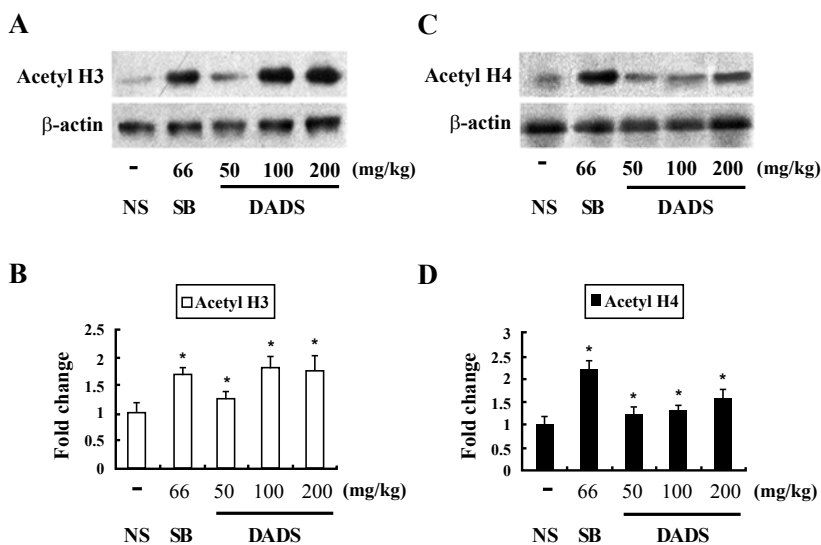 A
Acetyl H3
β-actin
- 66 50 100 200 (mg/kg)
NS SB DADS
C
Acetyl H4
β-actin
- 66 50 100 200 (mg/kg)
NS SB DADS
B
Acetyl H3
Fold change
2.5
2
1.5
1
0.5
0
* * * *
- 66 50 100 200 (mg/kg)
NS SB DADS
D
Acetyl H4
Fold change
3
2.5
2
1.5
1
0.5
0
* * * *
- 66 50 100 200 (mg/kg)
NS SB DADS